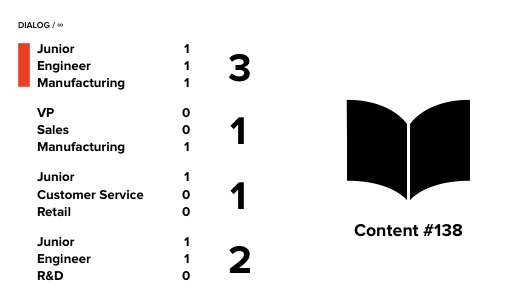 DIALOG / ∞
Junior 1
Engineer 1
Manufacturing 1
3
VP 0
Sales 0
Manufacturing 1
1
Junior 1
Customer Service 0
Retail 0
1
Junior 1
Engineer 1
R&D 0
2
Content #138